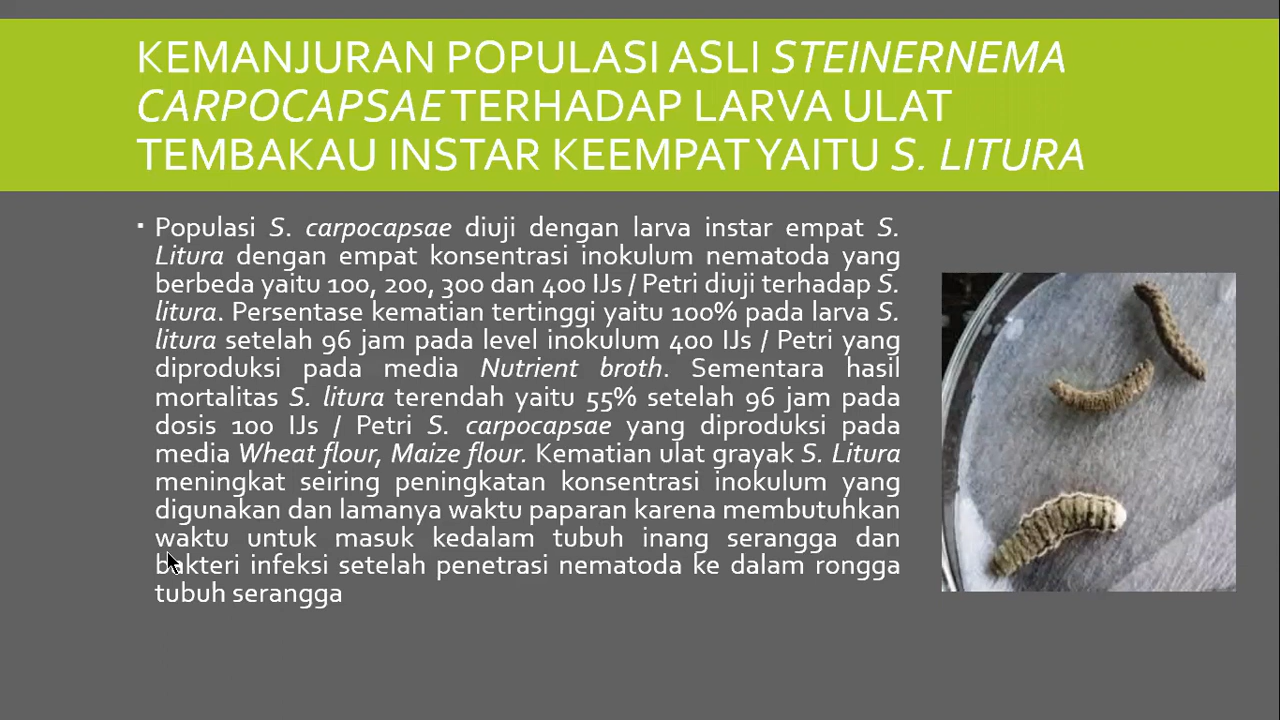 KEMANJURAN POPULASI ASLI STEINERNEMA
CARPOCAPSAE TERHADAP LARVA ULAT
TEMBAKAU INSTAR KEEMPAT YAITU S. LITURA
▪ Populasi S. carpocapsae diuji dengan larva instar empat S.
Litura dengan empat konsentrasi inokulum nematoda yang
berbeda yaitu 100, 200, 300 dan 400 IJs / Petri diuji terhadap S.
litura. Persentase kematian tertinggi yaitu 100% pada larva S.
litura setelah 96 jam pada level inokulum 400 IJs / Petri yang
diproduksi pada media Nutrient broth. Sementara hasil
mortalitas S. litura terendah yaitu 55% setelah 96 jam pada
dosis 100 IJs / Petri S. carpocapsae yang diproduksi pada
media Wheat flour, Maize flour. Kematian ulat grayak S. Litura
meningkat seiring peningkatan konsentrasi inokulum yang
digunakan dan lamanya waktu paparan karena membutuhkan
waktu untuk masuk kedalam tubuh inang serangga dan
bakteri infeksi setelah penetrasi nematoda ke dalam rongga
tubuh serangga